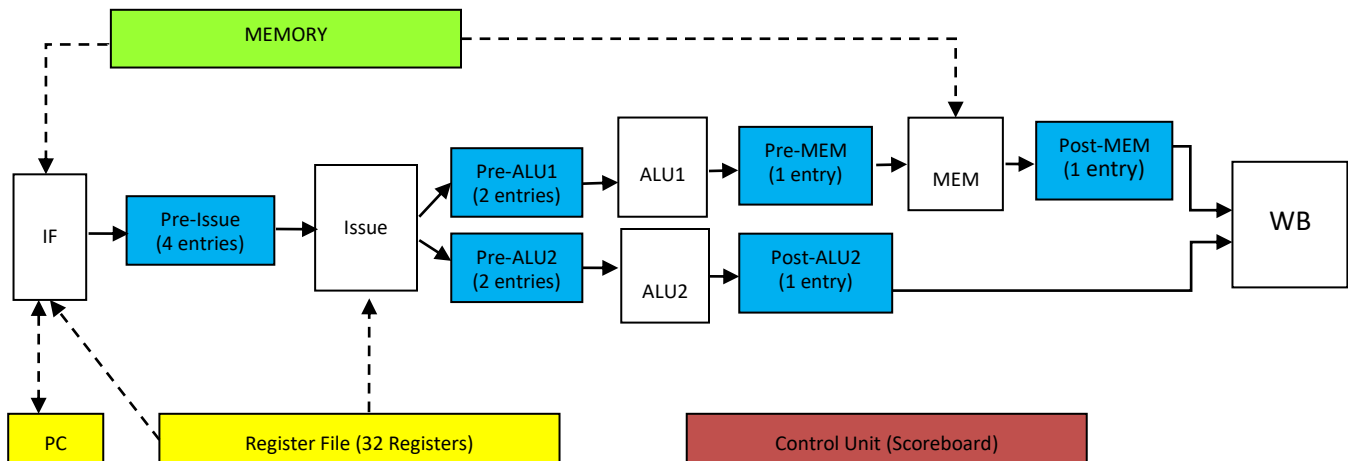 MEMORY
Pre-ALU1
(2 entries)
ALU1
Pre-MEM
(1 entry)
MEM
Post-MEM
(1 entry)
IF
Pre-Issue
(4 entries)
Issue
Pre-ALU2
(2 entries)
ALU2
Post-ALU2
(1 entry)
WB
PC
Register File (32 Registers)
Control Unit (Scoreboard)